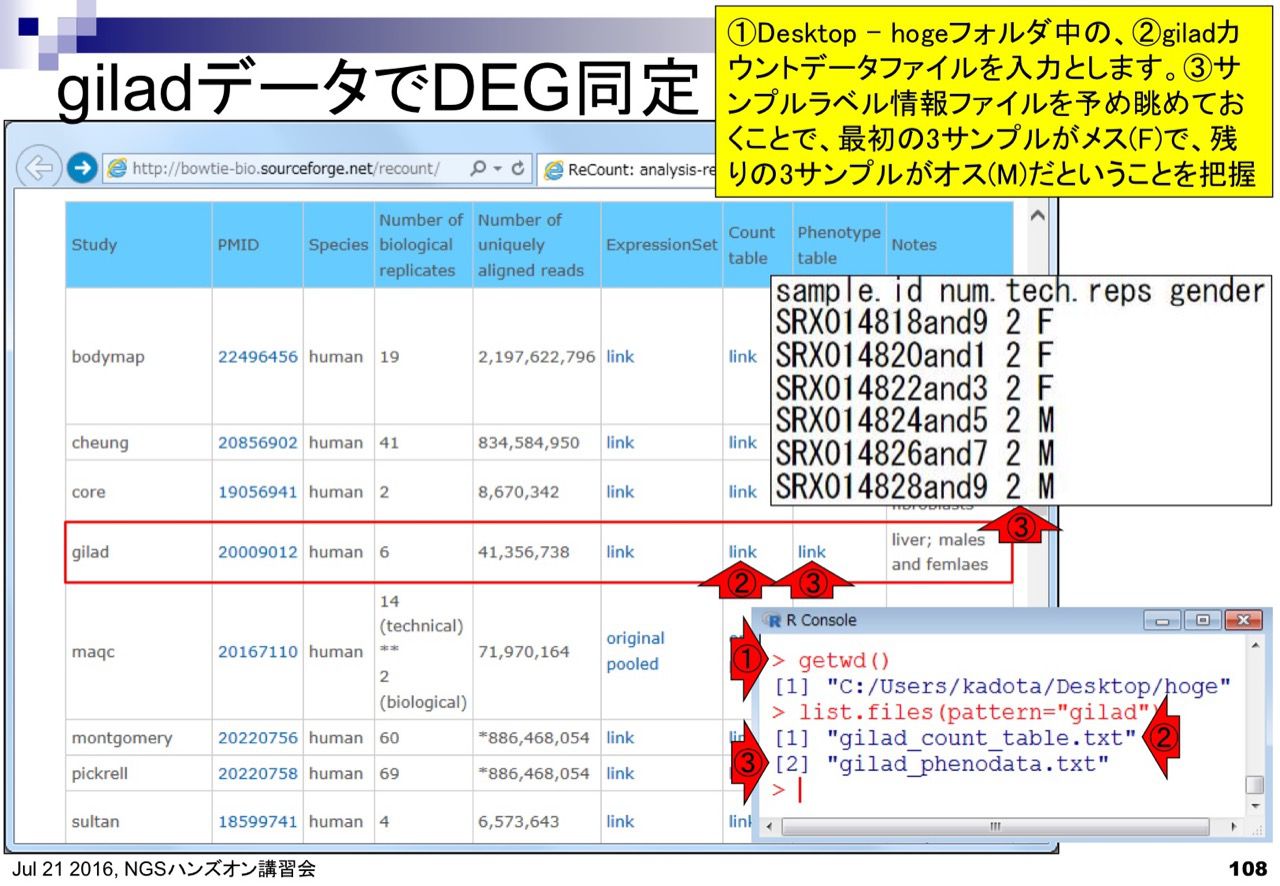 giladデータでDEG同定
①Desktop – hogeフォルダ中の、②giladカ
ウントデータファイルを入力とします。③サ
ンプルラベル情報ファイルを予め眺めてお
くことで、最初の3サンプルがメス(F)で、残
りの3サンプルがオス(M)だということを把握
http://bowtie-bio.sourceforge.net/recount/
ReCount: analysis-re
Study PMID Species Number of biological replicates Number of uniquely aligned reads ExpressionSet Count table Phenotype table Notes
bodymap 22496456 human 19 2,197,622,796 link link
cheung 20856902 human 41 834,584,950 link link
core 19056941 human 2 8,670,342 link link
fibroblasts
gilad 20009012 human 6 41,356,738 link link link liver; males and femlaes
② ③ ③
maqc 20167110 human 14 (technical) ** 2 (biological) 71,970,164 original pooled
montgomery 20220756 human 60 *886,468,054 link
pickrell 20220758 human 69 *886,468,054 link
sultan 18599741 human 4 6,573,643 link
sample.id num.tech.reps gender
SRX014818and9 2 F
SRX014820and1 2 F
SRX014822and3 2 F
SRX014824and5 2 M
SRX014826and7 2 M
SRX014828and9 2 M
R Console
① > getwd()
[1] "C:/Users/kadota/Desktop/hoge"
> list.files(pattern="gilad")
[1] "gilad_count_table.txt" ②
③ [2] "gilad_phenodata.txt"
>
Jul 21 2016, NGSハンズオン講習会
108